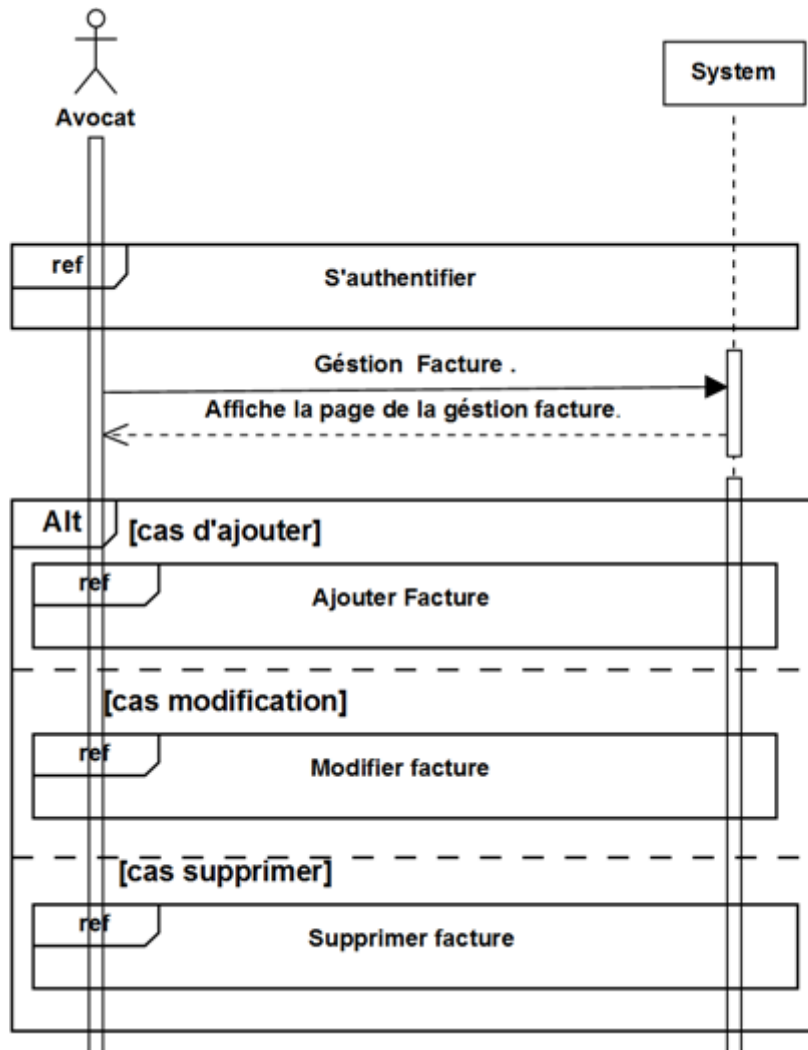 Avocat
System
ref
S'authentifier
Géstion Facture .
Affiche la page de la géstion facture.
Alt
[cas d'ajouter]
ref
Ajouter Facture
[cas modification]
ref
Modifier facture
[cas supprimer]
ref
Supprimer facture